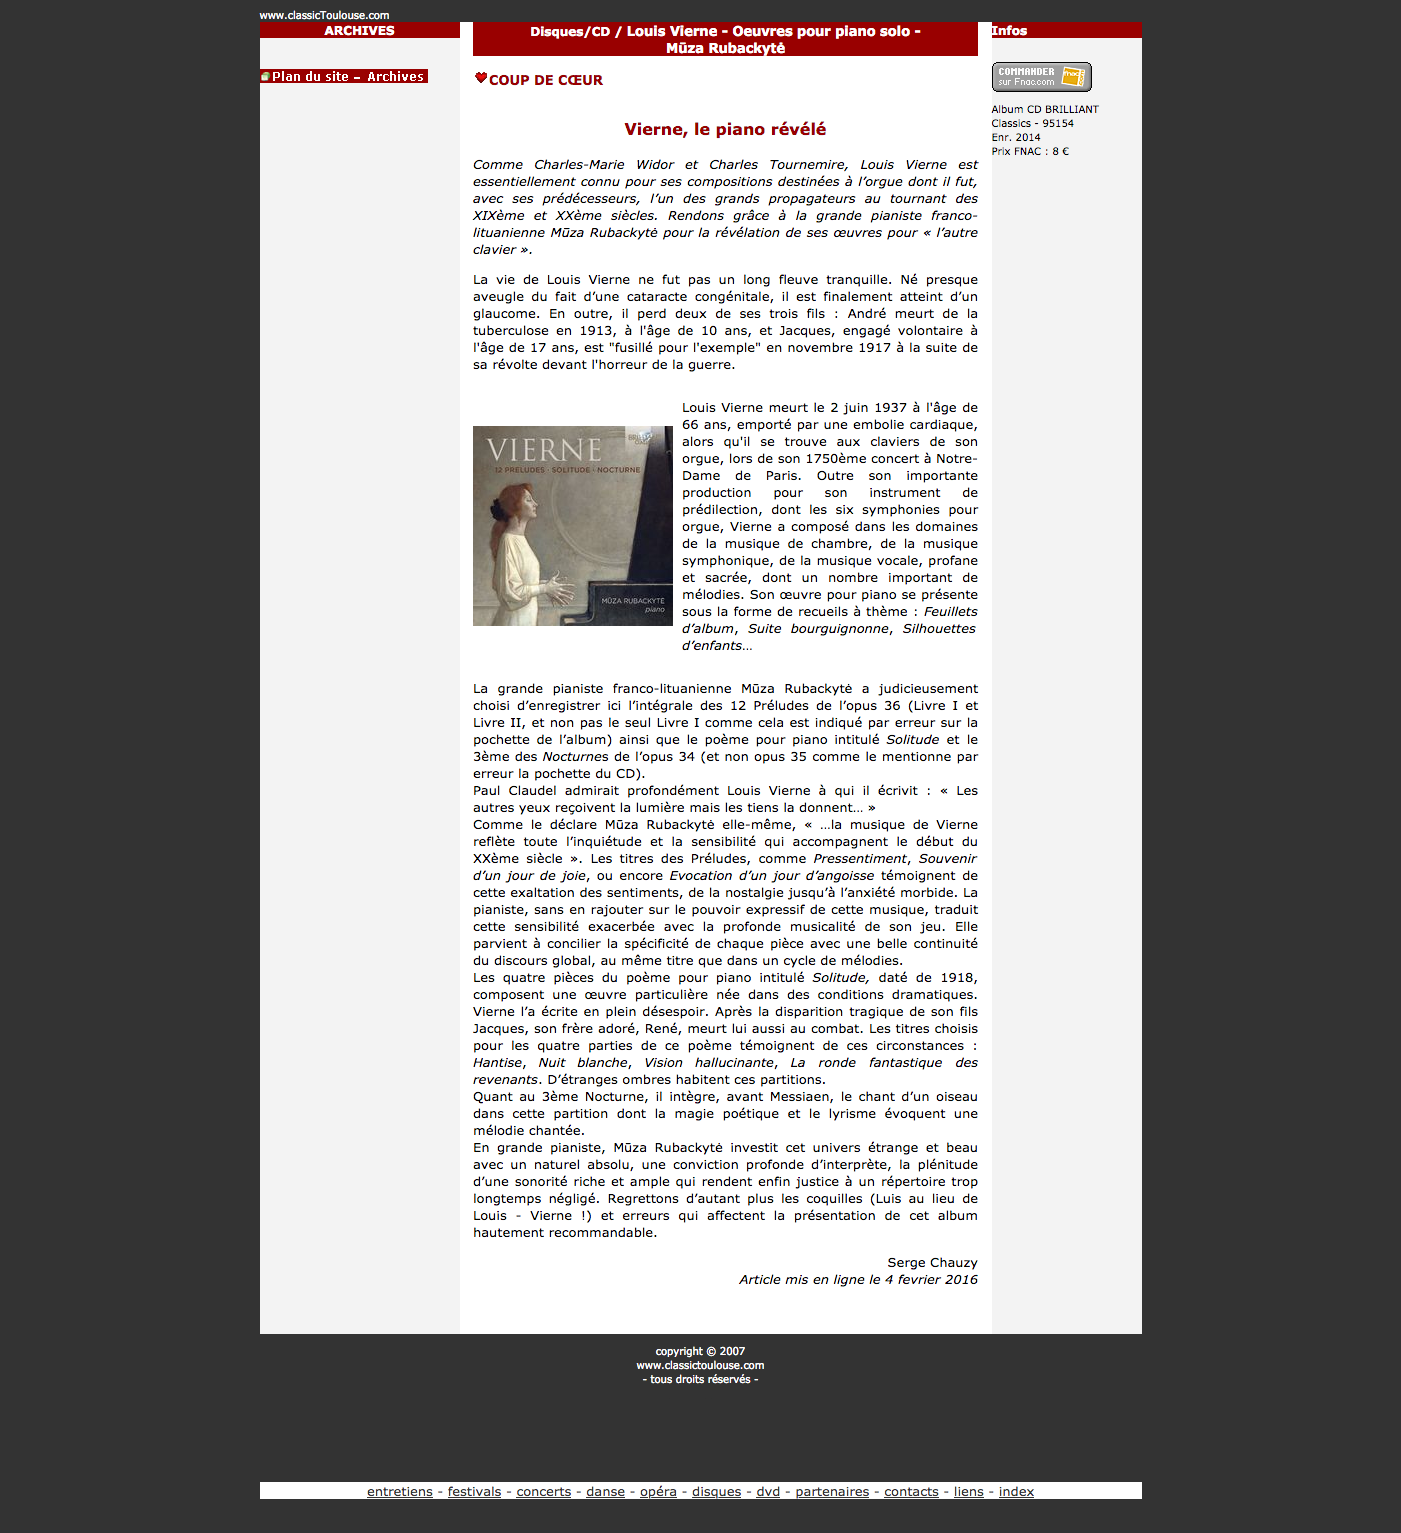 www.classicToulouse.com
ARCHIVES
Plan du site - Archives
Disques/CD / Louis Vierne - Oeuvres pour piano solo -
Mūza Rubackytė
COUP DE CŒUR
Vierne, le piano révélé
Comme Charles-Marie Widor et Charles Tournemire, Louis Vierne est
essentiellement connu pour ses compositions destinées à l’orgue dont il fut,
avec ses prédécesseurs, l’un des grands propagateurs au tournant des
XIXème et XXème siècles. Rendons grâce à la grande pianiste franco-
lituanienne Mūza Rubackytė pour la révélation de ses œuvres pour « l’autre
clavier ».
La vie de Louis Vierne ne fut pas un long fleuve tranquille. Né presque
aveugle du fait d’une cataracte congénitale, il est finalement atteint d’un
glaucome. En outre, il perd deux de ses trois fils : André meurt de la
tuberculose en 1913, à l'âge de 10 ans, et Jacques, engagé volontaire à
l'âge de 17 ans, est "fusillé pour l'exemple" en novembre 1917 à la suite de
sa révolte devant l'horreur de la guerre.
VIERNE
BRILLIANT
CLASSICS
12 PRELUDES · SOLITUDE · NOCTURNE
MŪZA RUBACKYTĖ
piano
Louis Vierne meurt le 2 juin 1937 à l'âge de
66 ans, emporté par une embolie cardiaque,
alors qu'il se trouve aux claviers de son
orgue, lors de son 1750ème concert à Notre-
Dame de Paris. Outre son importante
production pour son instrument de
prédilection, dont les six symphonies pour
orgue, Vierne a composé dans les domaines
de la musique de chambre, de la musique
symphonique, de la musique vocale, profane
et sacrée, dont un nombre important de
mélodies. Son œuvre pour piano se présente
sous la forme de recueils à thème : Feuillets
d’album, Suite bourguignonne, Silhouettes
d’enfants…
La grande pianiste franco-lituanienne Mūza Rubackytė a judicieusement
choisi d’enregistrer ici l’intégrale des 12 Préludes de l’opus 36 (Livre I et
Livre II, et non pas le seul Livre I comme cela est indiqué par erreur sur la
pochette de l’album) ainsi que le poème pour piano intitulé Solitude et le
3ème des Nocturnes de l’opus 34 (et non opus 35 comme le mentionne par
erreur la pochette du CD).
Paul Claudel admirait profondément Louis Vierne à qui il écrivit : « Les
autres yeux reçoivent la lumière mais les tiens la donnent… »
Comme le déclare Mūza Rubackytė elle-même, « …la musique de Vierne
reflète toute l’inquiétude et la sensibilité qui accompagnent le début du
XXème siècle ». Les titres des Préludes, comme Pressentiment, Souvenir
d’un jour de joie, ou encore Evocation d’un jour d’angoisse témoignent de
cette exaltation des sentiments, de la nostalgie jusqu’à l’anxiété morbide. La
pianiste, sans en rajouter sur le pouvoir expressif de cette musique, traduit
cette sensibilité exacerbée avec la profonde musicalité de son jeu. Elle
parvient à concilier la spécificité de chaque pièce avec une belle continuité
du discours global, au même titre que dans un cycle de mélodies.
Les quatre pièces du poème pour piano intitulé Solitude, daté de 1918,
composent une œuvre particulière née dans des conditions dramatiques.
Vierne l’a écrite en plein désespoir. Après la disparition tragique de son fils
Jacques, son frère adoré, René, meurt lui aussi au combat. Les titres choisis
pour les quatre parties de ce poème témoignent de ces circonstances :
Hantise, Nuit blanche, Vision hallucinante, La ronde fantastique des
revenants. D’étranges ombres habitent ces partitions.
Quant au 3ème Nocturne, il intègre, avant Messiaen, le chant d’un oiseau
dans cette partition dont la magie poétique et le lyrisme évoquent une
mélodie chantée.
En grande pianiste, Mūza Rubackytė investit cet univers étrange et beau
avec un naturel absolu, une conviction profonde d’interprète, la plénitude
d’une sonorité riche et ample qui rendent enfin justice à un répertoire trop
longtemps négligé. Regrettons d’autant plus les coquilles (Luis au lieu de
Louis - Vierne !) et erreurs qui affectent la présentation de cet album
hautement recommandable.
Serge Chauzy
Article mis en ligne le 4 fevrier 2016
Infos
COMMANDER
sur Fnac.com
fnac
Album CD BRILLIANT
Classics - 95154
Enr. 2014
Prix FNAC : 8 €
copyright © 2007
www.classictoulouse.com
- tous droits réservés -
entretiens - festivals - concerts - danse - opéra - disques - dvd - partenaires - contacts - liens - index